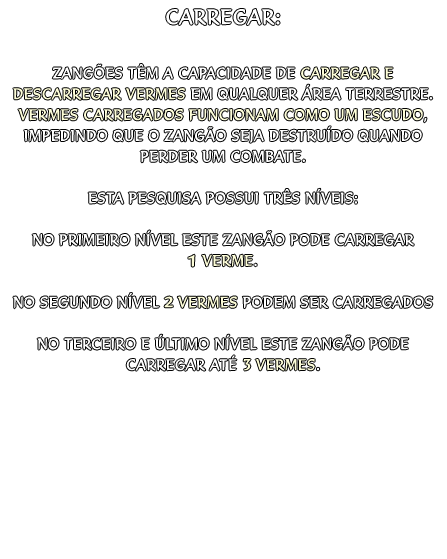 CARREGAR:
ZANGÕES TÊM A CAPACIDADE DE CARREGAR E
DESCARREGAR VERMES EM QUALQUER ÁREA TERRESTRE.
VERMES CARREGADOS FUNCIONAM COMO UM ESCUDO,
IMPEDINDO QUE O ZANGÃO SEJA DESTRUÍDO QUANDO
PERDER UM COMBATE.
ESTA PESQUISA POSSUI TRÊS NÍVEIS:
NO PRIMEIRO NÍVEL ESTE ZANGÃO PODE CARREGAR
1 VERME.
NO SEGUNDO NÍVEL 2 VERMES PODEM SER CARREGADOS
NO TERCEIRO E ÚLTIMO NÍVEL ESTE ZANGÃO PODE
CARREGAR ATÉ 3 VERMES.